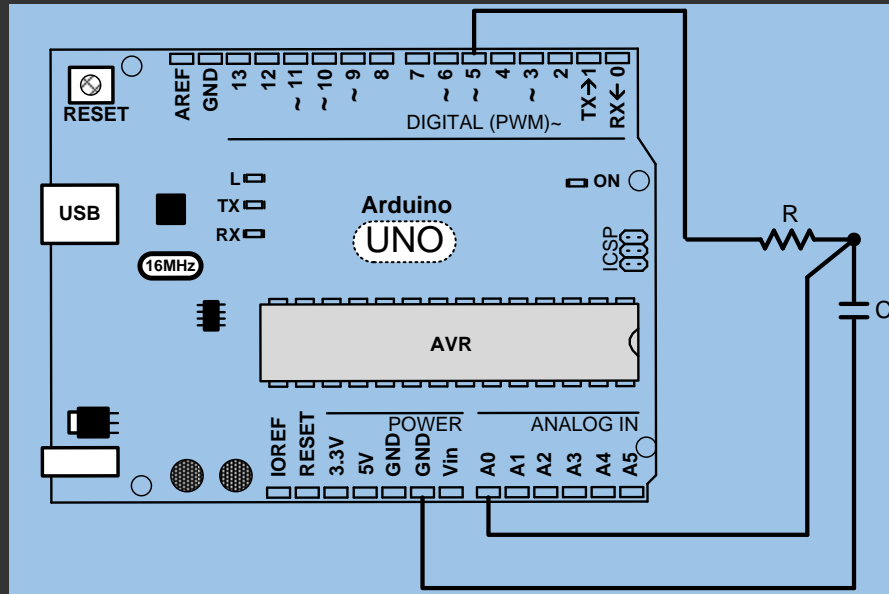 R
C
RESET
AREF
GND
13
12
~ 11
~ 10
~ 9
8
7
~ 6
~ 5
4
~ 3
2
TX→1
RX← 0
DIGITAL (PWM)~
L
TX
RX
ON
USB
Arduino
UNO
ICSP
16MHz
AVR
POWER
ANALOG IN
IOREF
RESET
3.3V
5V
GND
GND
Vin
A0
A1
A2
A3
A4
A5